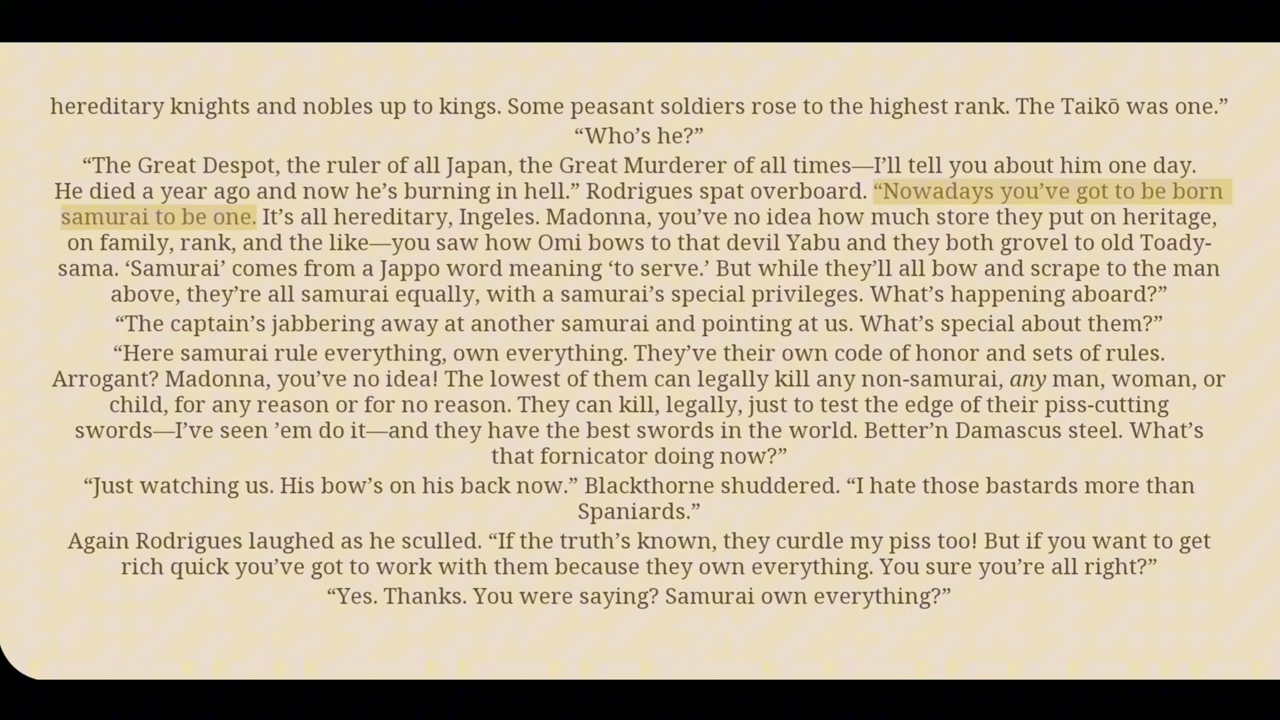 hereditary knights and nobles up to kings. Some peasant soldiers rose to the highest rank. The Taikō was one.”
“Who’s he?”
“The Great Despot, the ruler of all Japan, the Great Murderer of all times—I’ll tell you about him one day.
He died a year ago and now he’s burning in hell.” Rodrigues spat overboard. “Nowadays you’ve got to be born
samurai to be one. It’s all hereditary, Ingeles. Madonna, you’ve no idea how much store they put on heritage,
on family, rank, and the like—you saw how Omi bows to that devil Yabu and they both grovel to old Toady-
sama. ‘Samurai’ comes from a Jappo word meaning ‘to serve.’ But while they’ll all bow and scrape to the man
above, they’re all samurai equally, with a samurai’s special privileges. What’s happening aboard?”
“The captain’s jabbering away at another samurai and pointing at us. What’s special about them?”
“Here samurai rule everything, own everything. They’ve their own code of honor and sets of rules.
Arrogant? Madonna, you’ve no idea! The lowest of them can legally kill any non-samurai, any man, woman, or
child, for any reason or for no reason. They can kill, legally, just to test the edge of their piss-cutting
swords—I’ve seen ’em do it—and they have the best swords in the world. Better’n Damascus steel. What’s
that fornicator doing now?”
“Just watching us. His bow’s on his back now.” Blackthorne shuddered. “I hate those bastards more than
Spaniards.”
Again Rodrigues laughed as he sculled. “If the truth’s known, they curdle my piss too! But if you want to get
rich quick you’ve got to work with them because they own everything. You sure you’re all right?”
“Yes. Thanks. You were saying? Samurai own everything?”